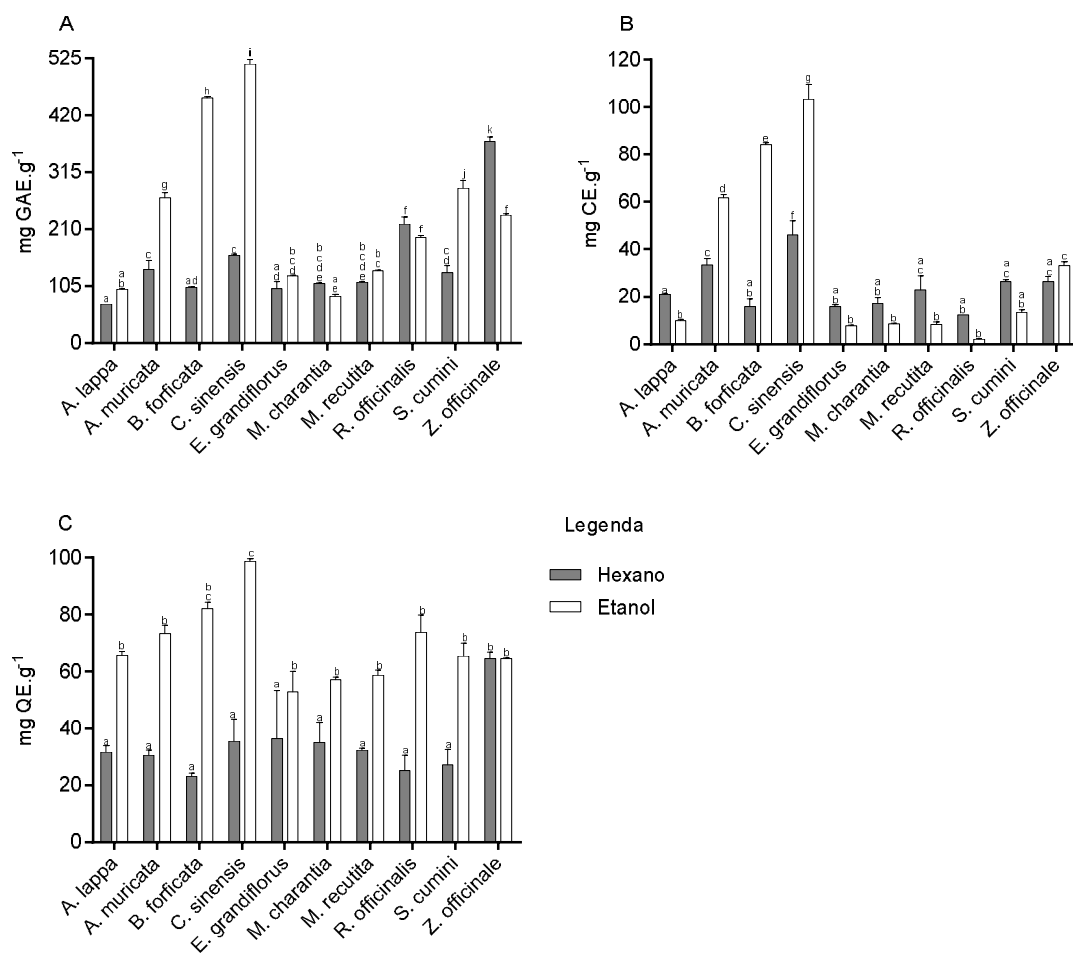 A
mg GAE.g-1
525
420
315
210
105
0
a
a
b
c
g
a d
h
c
i
a
d
b
c
d
b
c
d
e
a
e
b
c
d
e
b
c
f
f
c
d
j
k
f
A. lappa
A. muricata
B. forficata
C. sinensis
E. grandiflorus
M. charantia
M. recutita
R. officinalis
S. cumini
Z. officinale
B
mg CE.g-1
120
100
80
60
40
20
0
a
b
c
d
a
b
e
f
g
a
b
b
a
b
b
a
c
b
a
b
b
a
c
a
b
a
c
c
A. lappa
A. muricata
B. forficata
C. sinensis
E. grandiflorus
M. charantia
M. recutita
R. officinalis
S. cumini
Z. officinale
C
mg QE.g-1
100
80
60
40
20
0
a
b
a
b
a
b
c
a
c
a
b
a
b
a
b
a
b
a
b
b
b
A. lappa
A. muricata
B. forficata
C. sinensis
E. grandiflorus
M. charantia
M. recutita
R. officinalis
S. cumini
Z. officinale
Legenda
Hexano
Etanol